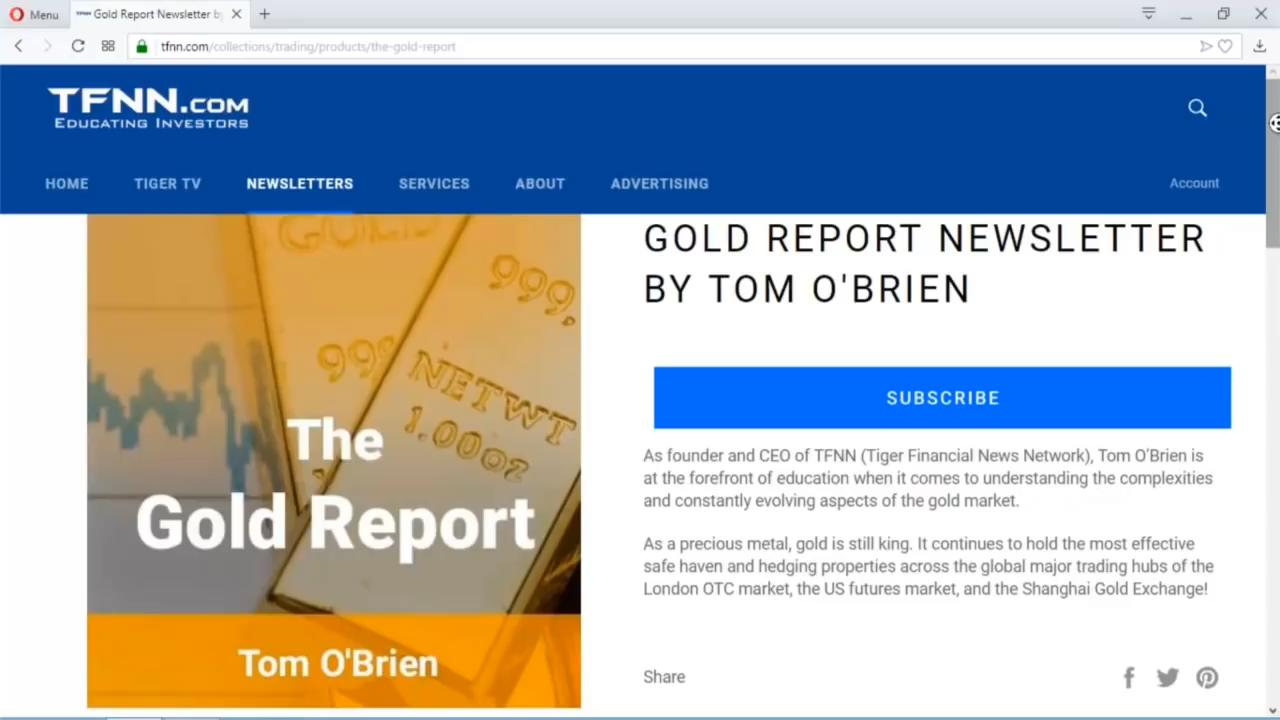 Menu
TFNN Gold Report Newsletter b
tfnn.com/collections/trading/products/the-gold-report
TFNN.COM
EDUCATING INVESTORS
HOME TIGER TV NEWSLETTERS SERVICES ABOUT ADVERTISING Account
GOLD
999,
999
NETWT
1.00oz
The
Gold Report
Tom O'Brien
GOLD REPORT NEWSLETTER
BY TOM O'BRIEN
SUBSCRIBE
As founder and CEO of TFNN (Tiger Financial News Network), Tom O'Brien is
at the forefront of education when it comes to understanding the complexities
and constantly evolving aspects of the gold market.
As a precious metal, gold is still king. It continues to hold the most effective
safe haven and hedging properties across the global major trading hubs of the
London OTC market, the US futures market, and the Shanghai Gold Exchange!
Share